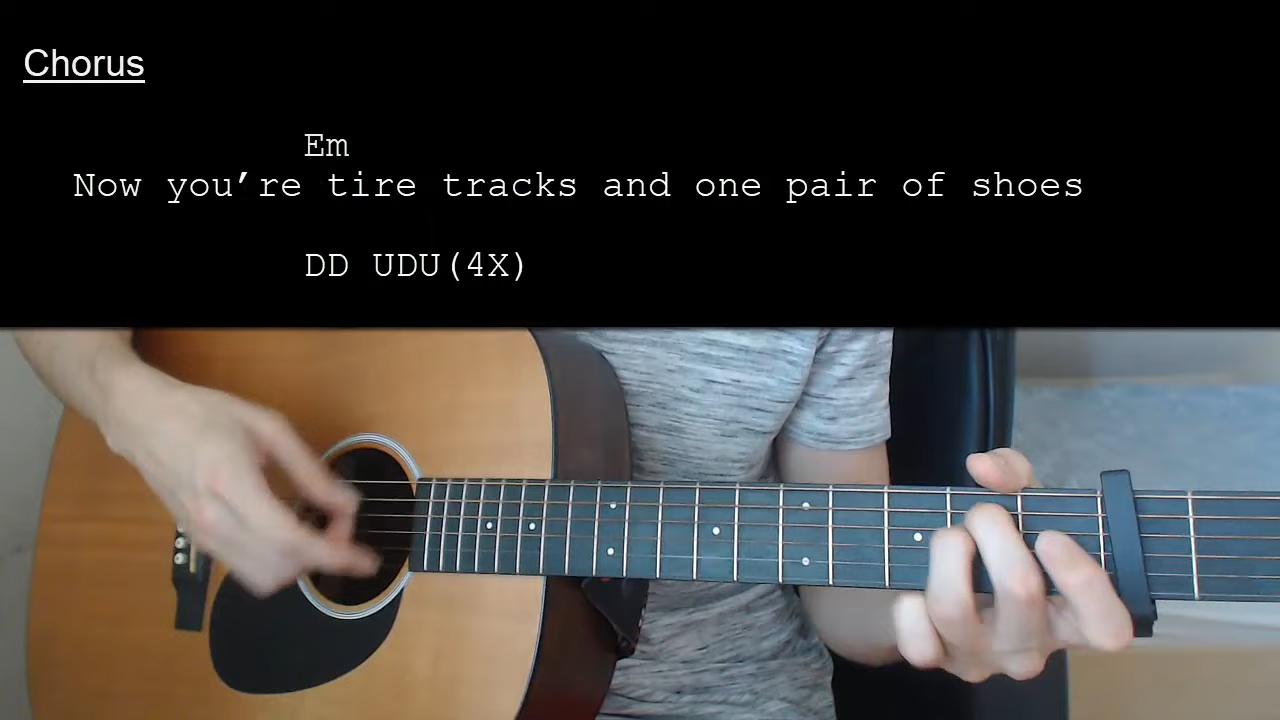 Chorus
Em
Now you’re tire tracks and one pair of shoes
DD UDU(4X)